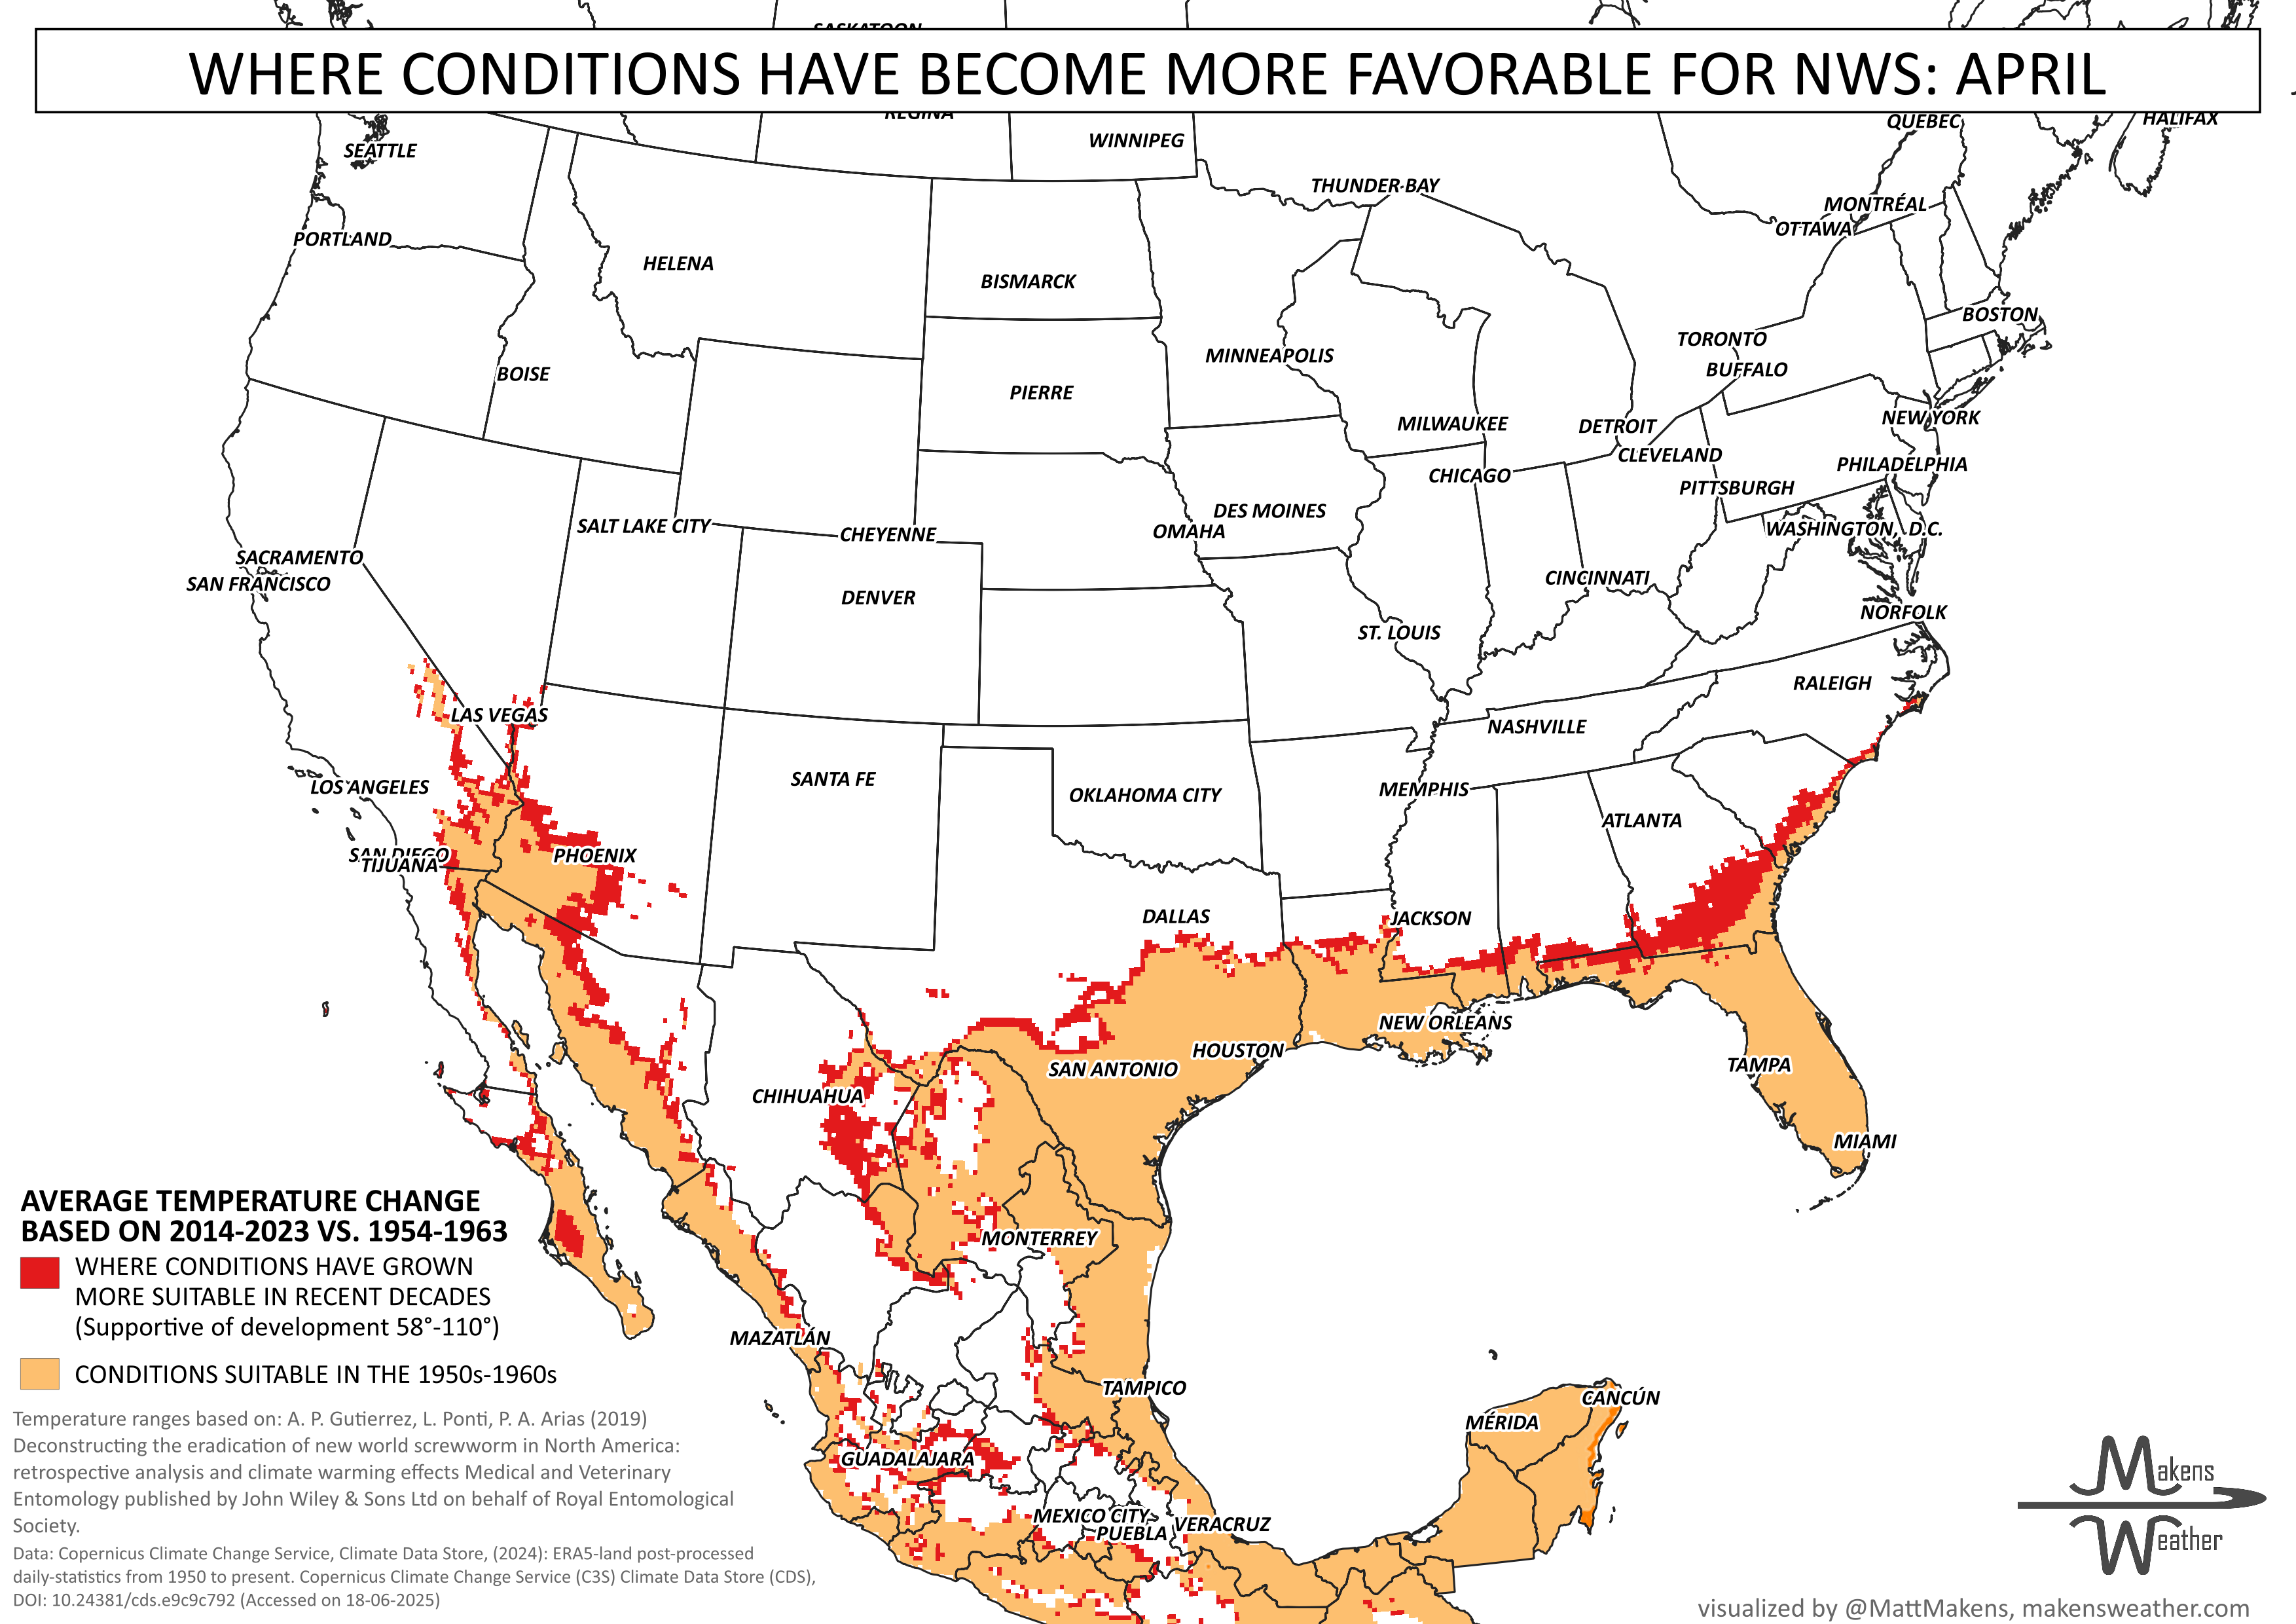 SASKATOON
WHERE CONDITIONS HAVE BECOME MORE FAVORABLE FOR NWS: APRIL
REGINA
QUEBEC
HALIFAX
WINNIPEG
SEATTLE
THUNDER BAY
MONTRÉAL
OTTAWA
PORTLAND
HELENA
BISMARCK
BOSTON
TORONTO
MINNEAPOLIS
BUFFALO
BOISE
PIERRE
NEW YORK
MILWAUKEE
DETROIT
CLEVELAND
PHILADELPHIA
CHICAGO
PITTSBURGH
DES MOINES
SALT LAKE CITY
CHEYENNE
OMAHA
WASHINGTON, D.C.
SACRAMENTO
SAN FRANCISCO
CINCINNATI
DENVER
NORFOLK
ST. LOUIS
RALEIGH
LAS VEGAS
NASHVILLE
SANTA FE
LOS ANGELES
MEMPHIS
OKLAHOMA CITY
ATLANTA
SAN DIEGO
TIJUANA
PHOENIX
DALLAS
JACKSON
NEW ORLEANS
HOUSTON
SAN ANTONIO
TAMPA
CHIHUAHUA
MIAMI
MONTERREY
MAZATLÁN
TAMPICO
CANCÚN
MÉRIDA
GUADALAJARA
MEXICO CITY
PUEBLA
VERACRUZ
AVERAGE TEMPERATURE CHANGE
BASED ON 2014-2023 VS. 1954-1963
WHERE CONDITIONS HAVE GROWN
MORE SUITABLE IN RECENT DECADES
(Supportive of development 58°-110°)
CONDITIONS SUITABLE IN THE 1950s-1960s
Temperature ranges based on: A. P. Gutierrez, L. Ponti, P. A. Arias (2019)
Deconstructing the eradication of new world screwworm in North America:
retrospective analysis and climate warming effects Medical and Veterinary
Entomology published by John Wiley & Sons Ltd on behalf of Royal Entomological
Society.
Data: Copernicus Climate Change Service, Climate Data Store, (2024): ERA5-land post-processed
daily-statistics from 1950 to present. Copernicus Climate Change Service (C3S) Climate Data Store (CDS),
DOI: 10.24381/cds.e9c9c792 (Accessed on 18-06-2025)
Makens
Weather
visualized by @MattMakens, makensweather.com